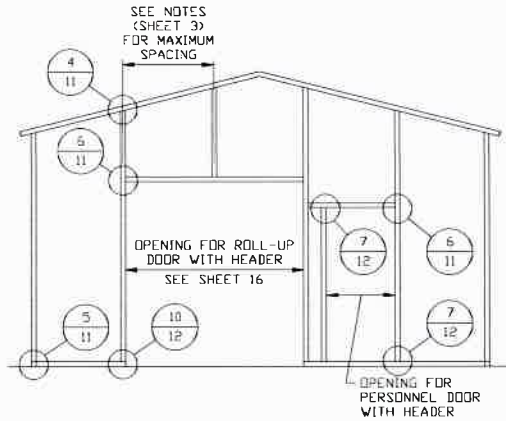 SEE NOTES
(SHEET 3)
FOR MAXIMUM
SPACING
4
11
6
11
OPENING FOR ROLL-UP
DOOR WITH HEADER
SEE SHEET 16
7
12
6
11
5
11
10
12
7
12
OPENING FOR
PERSONNEL DOOR
WITH HEADER